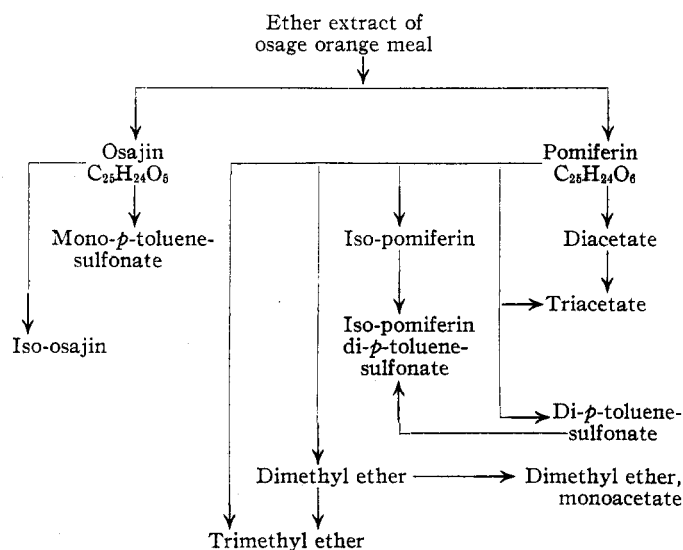 Ether extract of
osage orange meal
Osajin
C₂₅H₂₄O₅
Pomiferin
C₂₅H₂₄O₆
Mono-p-toluene-
sulfonate
Iso-pomiferin
Diacetate
Triacetate
Iso-osajin
Iso-pomiferin
di-p-toluene-
sulfonate
Di-p-toluene-
sulfonate
Dimethyl ether
Dimethyl ether,
monoacetate
Trimethyl ether